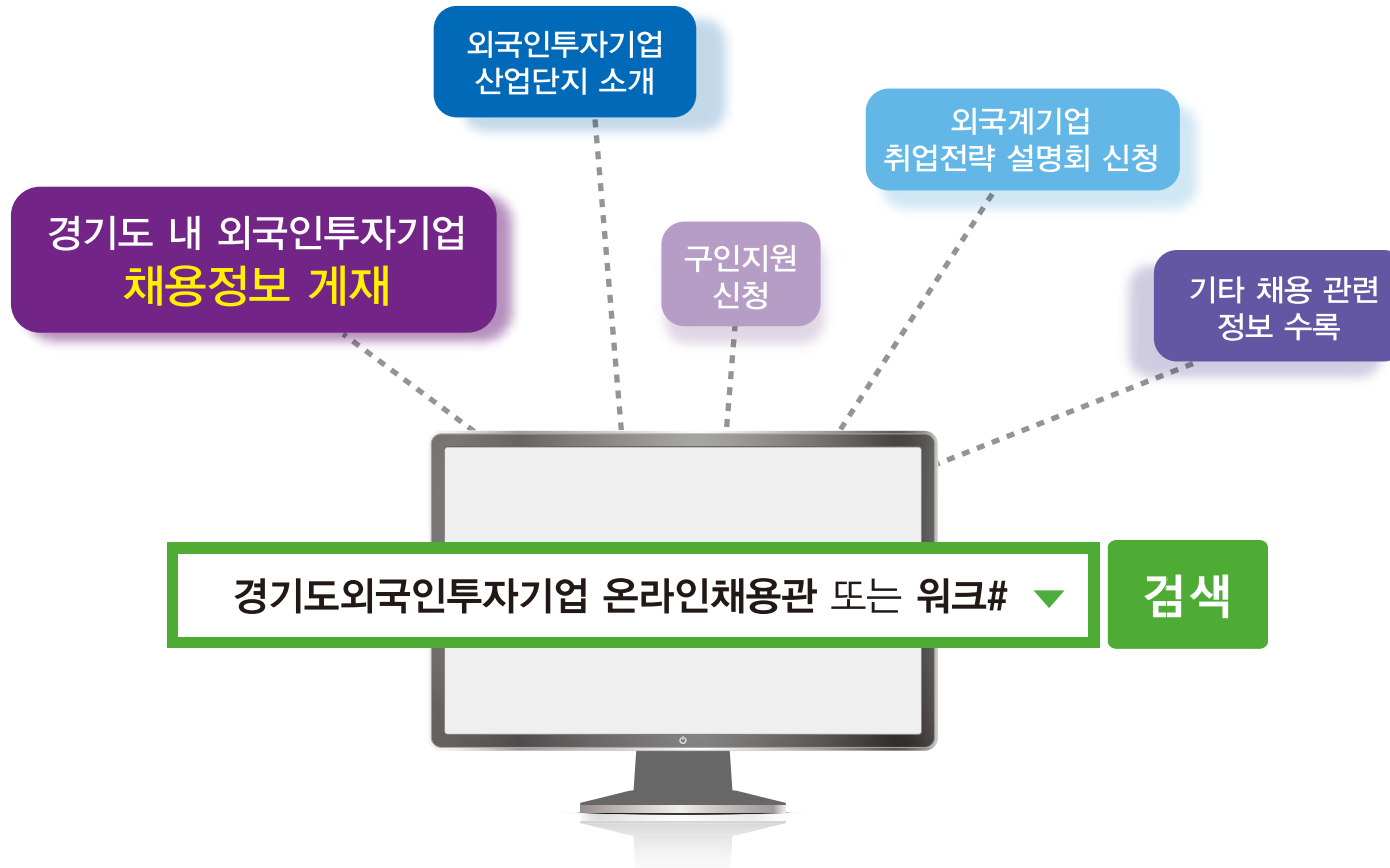 외국인투자기업
산업단지 소개
외국계기업
취업전략 설명회 신청
경기도 내 외국인투자기업
채용정보 게재
구인지원
신청
기타 채용 관련
정보 수록
경기도외국인투자기업 온라인채용관 또는 워크#
검색